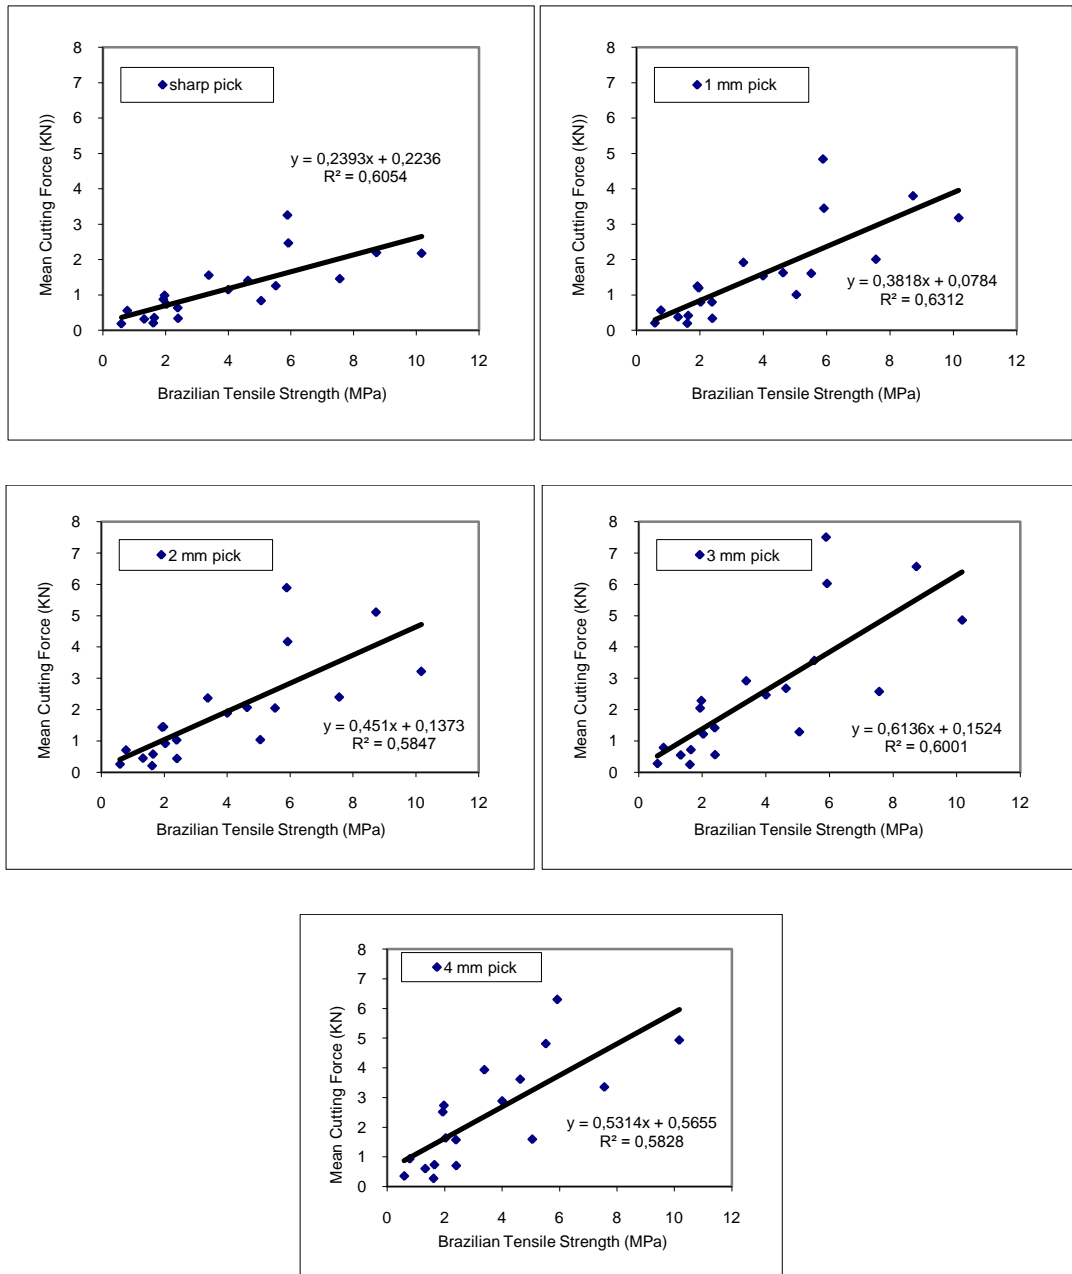 8
7
6
5
4
3
2
1
0
Mean Cutting Force (KN))
sharp pick
y = 0,2393x + 0,2236
R² = 0,6054
0 2 4 6 8 10 12
Brazilian Tensile Strength (MPa)
8
7
6
5
4
3
2
1
0
Mean Cutting Force (KN)
1 mm pick
y = 0,3818x + 0,0784
R² = 0,6312
0 2 4 6 8 10 12
Brazilian Tensile Strength (MPa)
8
7
6
5
4
3
2
1
0
Mean Cutting Force (KN)
2 mm pick
y = 0,451x + 0,1373
R² = 0,5847
0 2 4 6 8 10 12
Brazilian Tensile Strength (MPa)
8
7
6
5
4
3
2
1
0
Mean Cutting Force (KN)
3 mm pick
y = 0,6136x + 0,1524
R² = 0,6001
0 2 4 6 8 10 12
Brazilian Tensile Strength (MPa)
8
7
6
5
4
3
2
1
0
Mean Cutting Force (KN)
4 mm pick
y = 0,5314x + 0,5655
R² = 0,5828
0 2 4 6 8 10 12
Brazilian Tensile Strength (MPa)